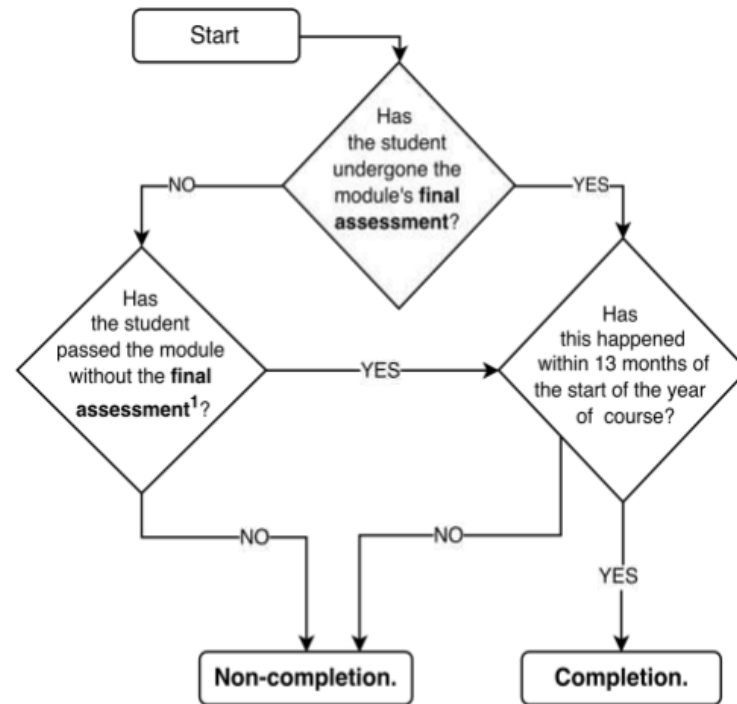 Start
Has
the student
undergone the
module's final
assessment?
NO
YES
Has
the student
passed the module
without the final
assessment¹?
YES
Has
this happened
within 13 months of
the start of the year
of course?
NO
NO
YES
Non-completion.
Completion.